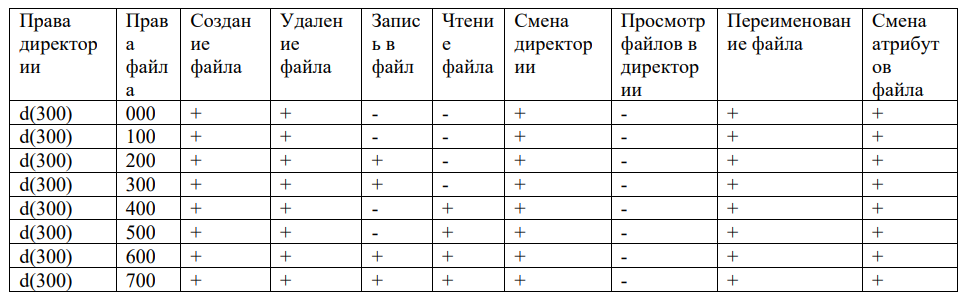 Права директории | Права файла | Создание файла | Удаление файла | Запись в файл | Чтение файла | Смена директории | Просмотр файлов в директории | Переименование файла | Смена атрибутов файла
d(300) | 000 | + | + | - | - | + | - | + | +
d(300) | 100 | + | + | - | - | + | - | + | +
d(300) | 200 | + | + | + | - | + | - | + | +
d(300) | 300 | + | + | + | - | + | - | + | +
d(300) | 400 | + | + | - | + | + | - | + | +
d(300) | 500 | + | + | - | + | + | - | + | +
d(300) | 600 | + | + | + | + | + | - | + | +
d(300) | 700 | + | + | + | + | + | - | + | +